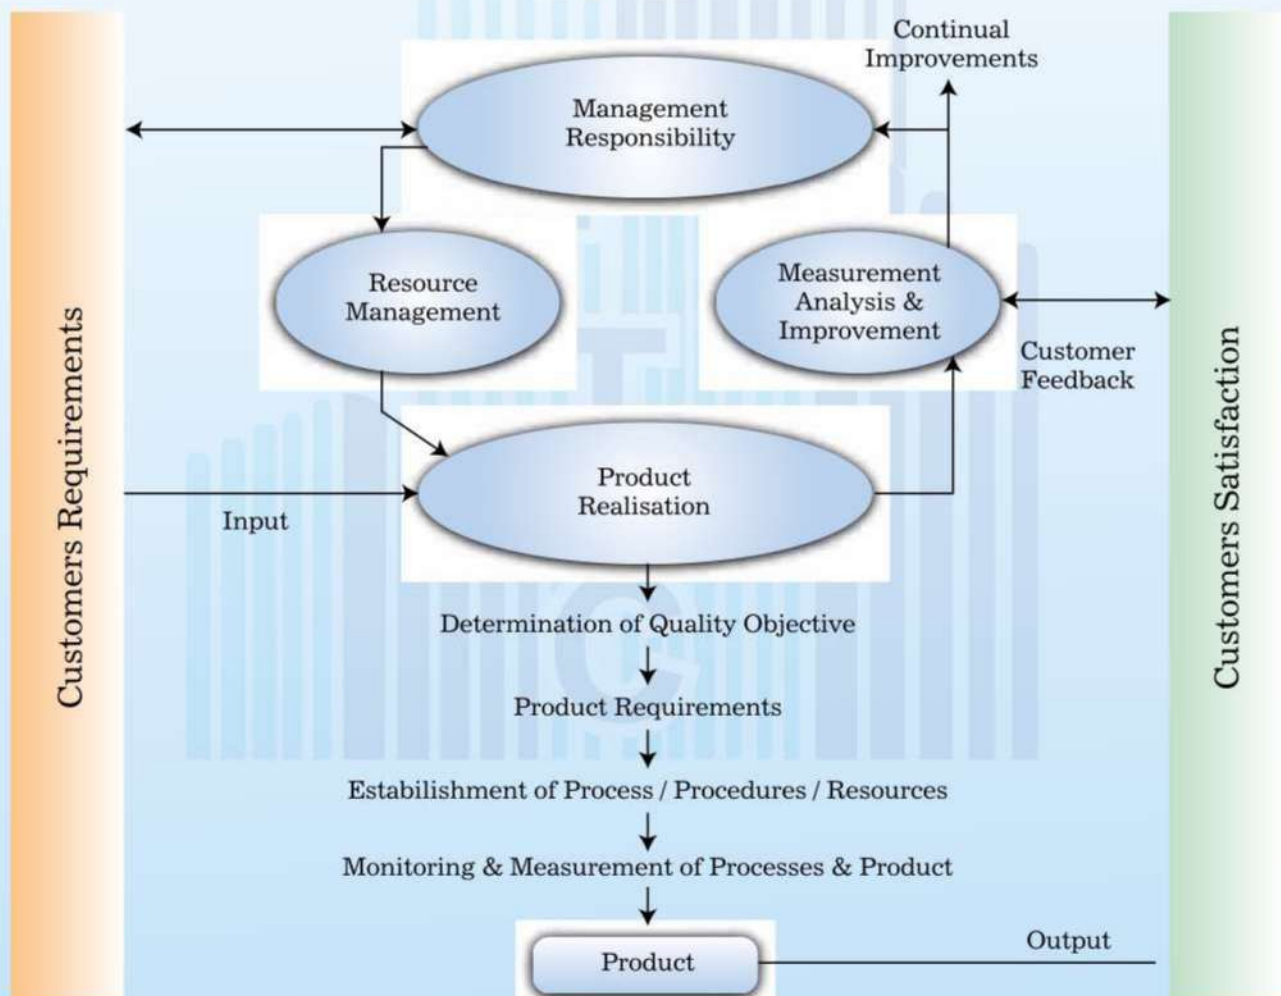 Continual
Improvements
Management
Responsibility
Resource
Management
Measurement
Analysis &
Improvement
Customer
Feedback
Customers Requirements
Customers Satisfaction
Product
Realisation
Input
Determination of Quality Objective
Product Requirements
Estabilishment of Process / Procedures / Resources
Monitoring & Measurement of Processes & Product
Output
Product
T
C